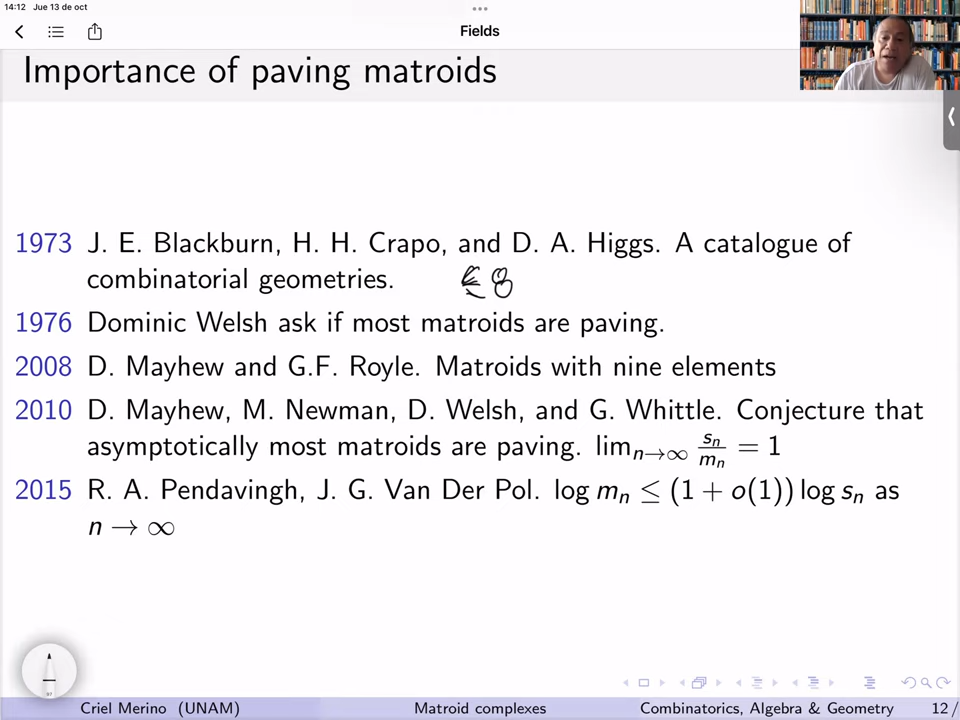 14:12 Jue 13 de oct
Fields
Importance of paving matroids
1973 J. E. Blackburn, H. H. Crapo, and D. A. Higgs. A catalogue of
combinatorial geometries. ≤ 8
1976 Dominic Welsh ask if most matroids are paving.
2008 D. Mayhew and G.F. Royle. Matroids with nine elements
2010 D. Mayhew, M. Newman, D. Welsh, and G. Whittle. Conjecture that
asymptotically most matroids are paving. lim_{n→∞} s_n/m_n = 1
2015 R. A. Pendavingh, J. G. Van Der Pol. log m_n ≤ (1 + o(1)) log s_n as
n → ∞
Criel Merino (UNAM) Matroid complexes Combinatorics, Algebra & Geometry 12 /